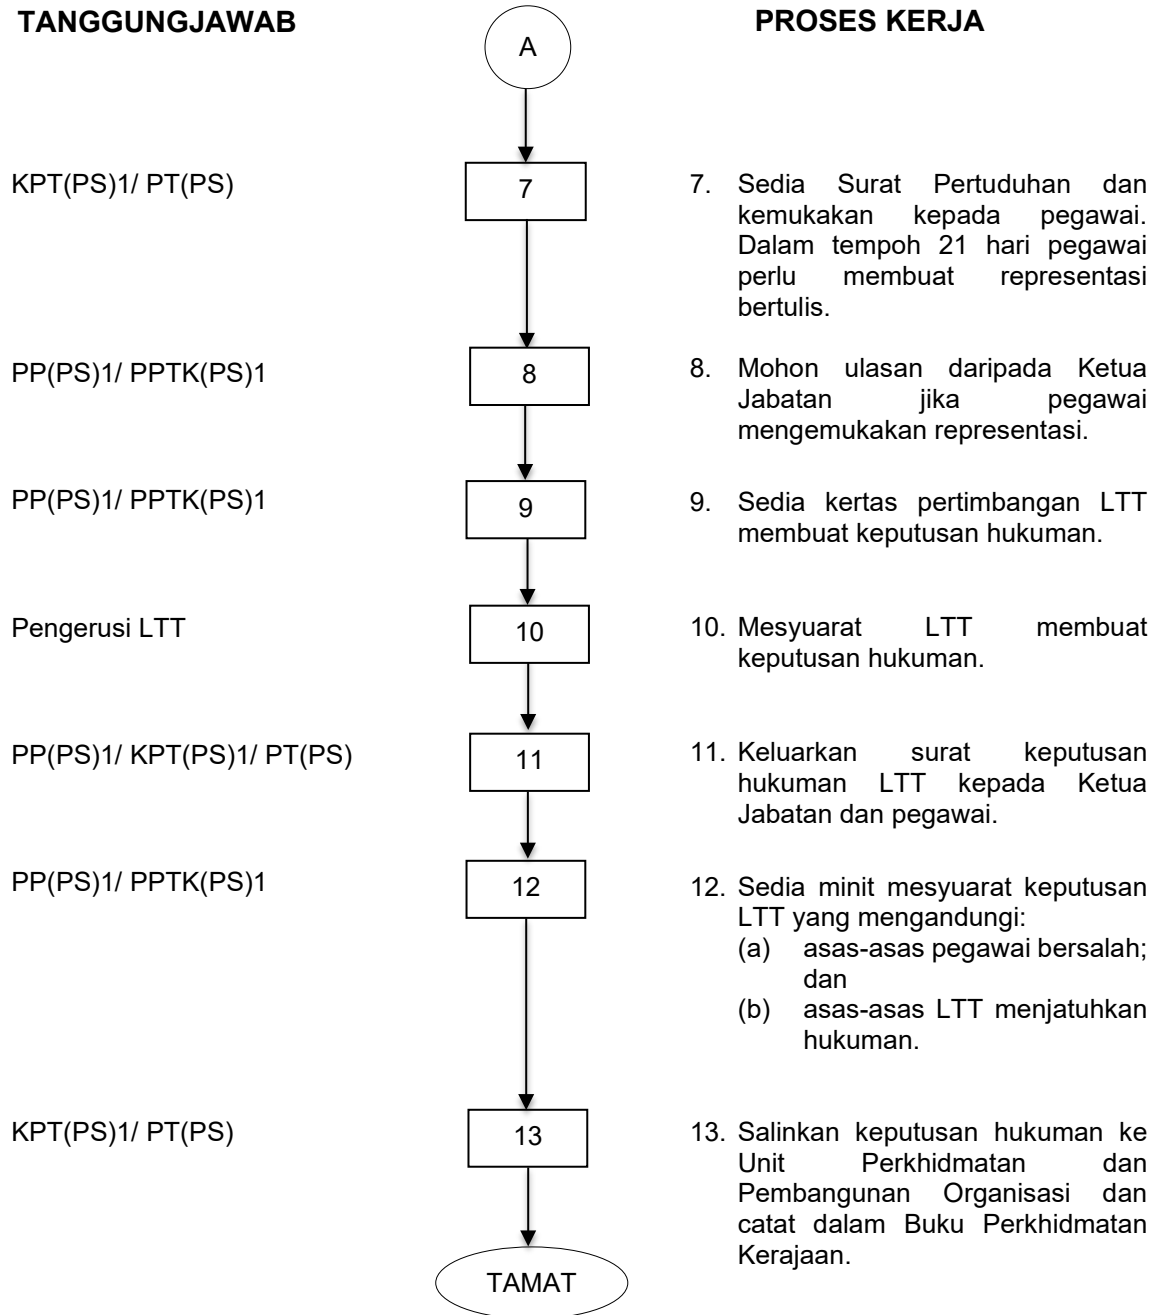 TANGGUNGJAWAB
A
PROSES KERJA
KPT(PS)1/ PT(PS)
7
7. Sedia Surat Pertuduhan dan
kemukakan kepada pegawai.
Dalam tempoh 21 hari pegawai
perlu membuat representasi
bertulis.
PP(PS)1/ PPTK(PS)1
8
8. Mohon ulasan daripada Ketua
Jabatan jika pegawai
mengemukakan representasi.
PP(PS)1/ PPTK(PS)1
9
9. Sedia kertas pertimbangan LTT
membuat keputusan hukuman.
Pengerusi LTT
10
10. Mesyuarat LTT membuat
keputusan hukuman.
PP(PS)1/ KPT(PS)1/ PT(PS)
11
11. Keluarkan surat keputusan
hukuman LTT kepada Ketua
Jabatan dan pegawai.
PP(PS)1/ PPTK(PS)1
12
12. Sedia minit mesyuarat keputusan
LTT yang mengandungi:
(a) asas-asas pegawai bersalah;
dan
(b) asas-asas LTT menjatuhkan
hukuman.
KPT(PS)1/ PT(PS)
13
13. Salinkan keputusan hukuman ke
Unit Perkhidmatan dan
Pembangunan Organisasi dan
catat dalam Buku Perkhidmatan
Kerajaan.
TAMAT